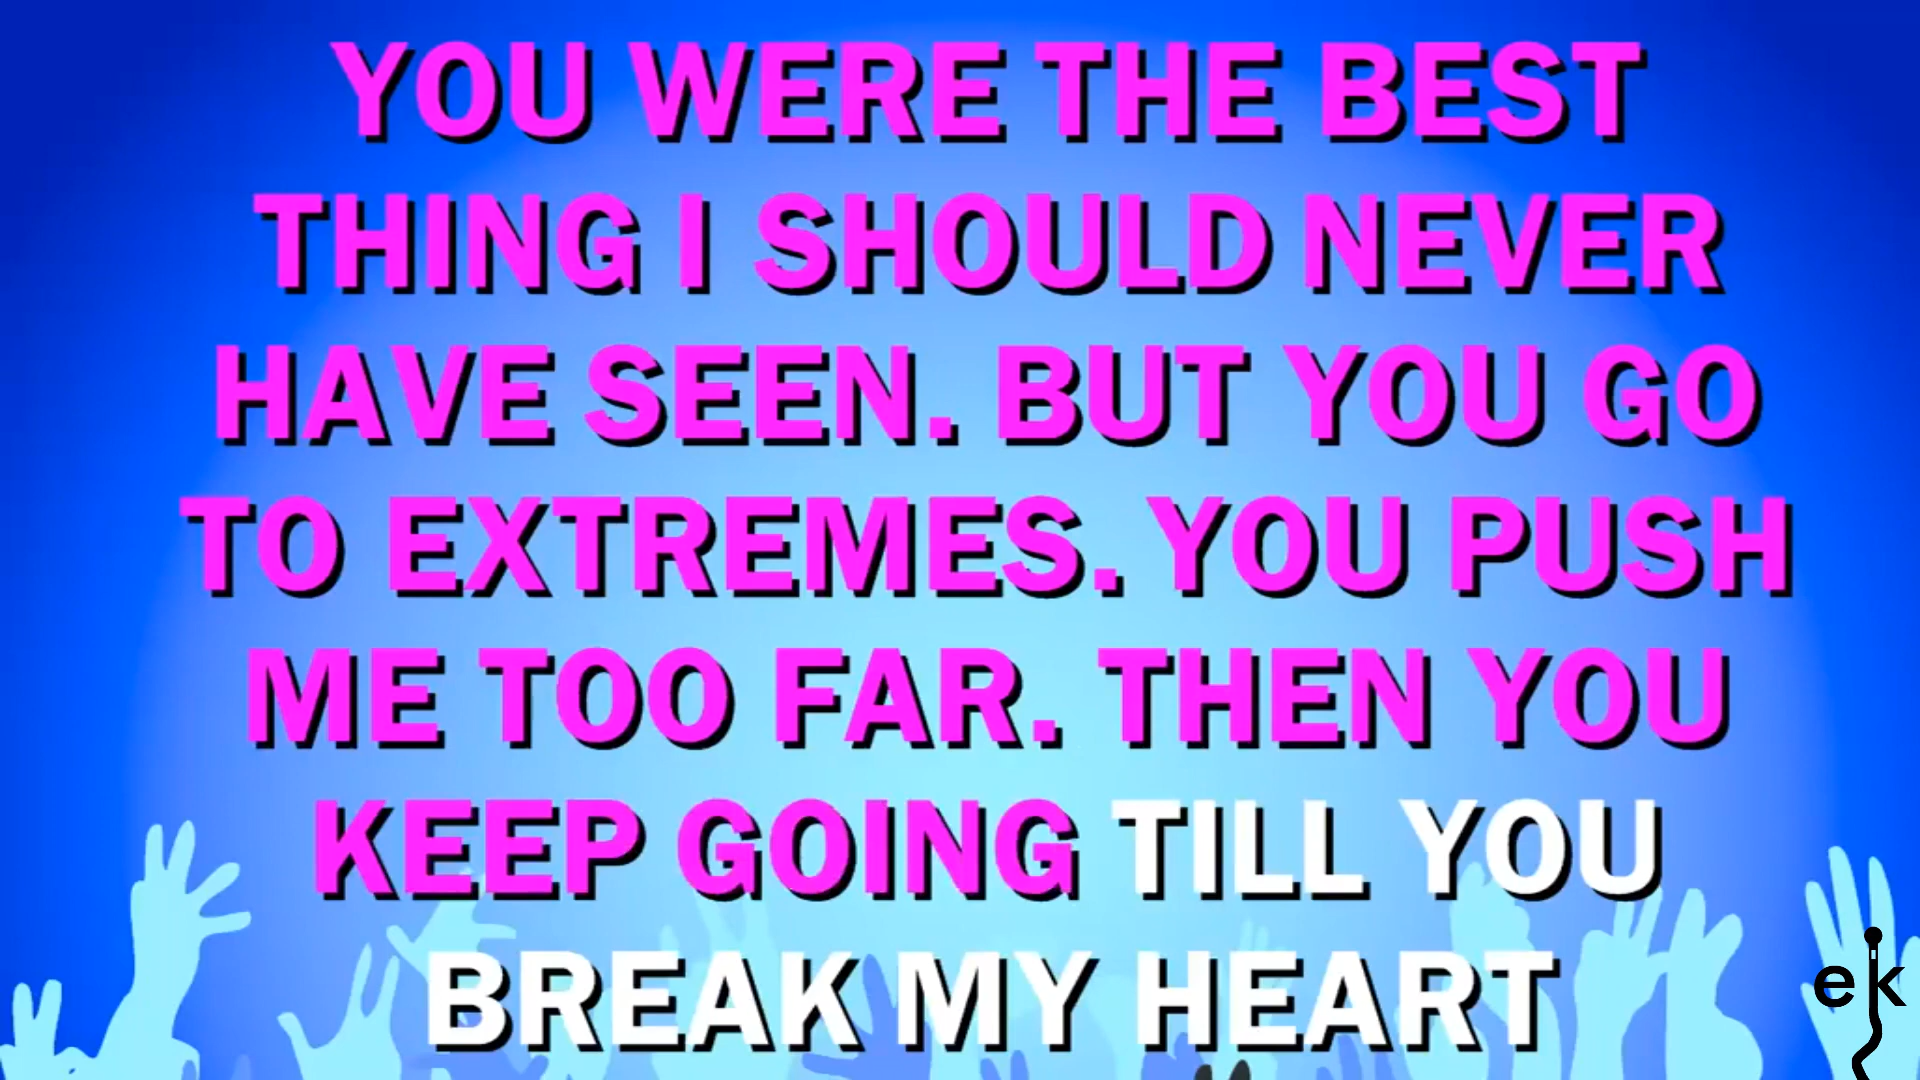 YOU WERE THE BEST
THING I SHOULD NEVER
HAVE SEEN. BUT YOU GO
TO EXTREMES. YOU PUSH
ME TOO FAR. THEN YOU
KEEP GOING TILL YOU
BREAK MY HEART
ek